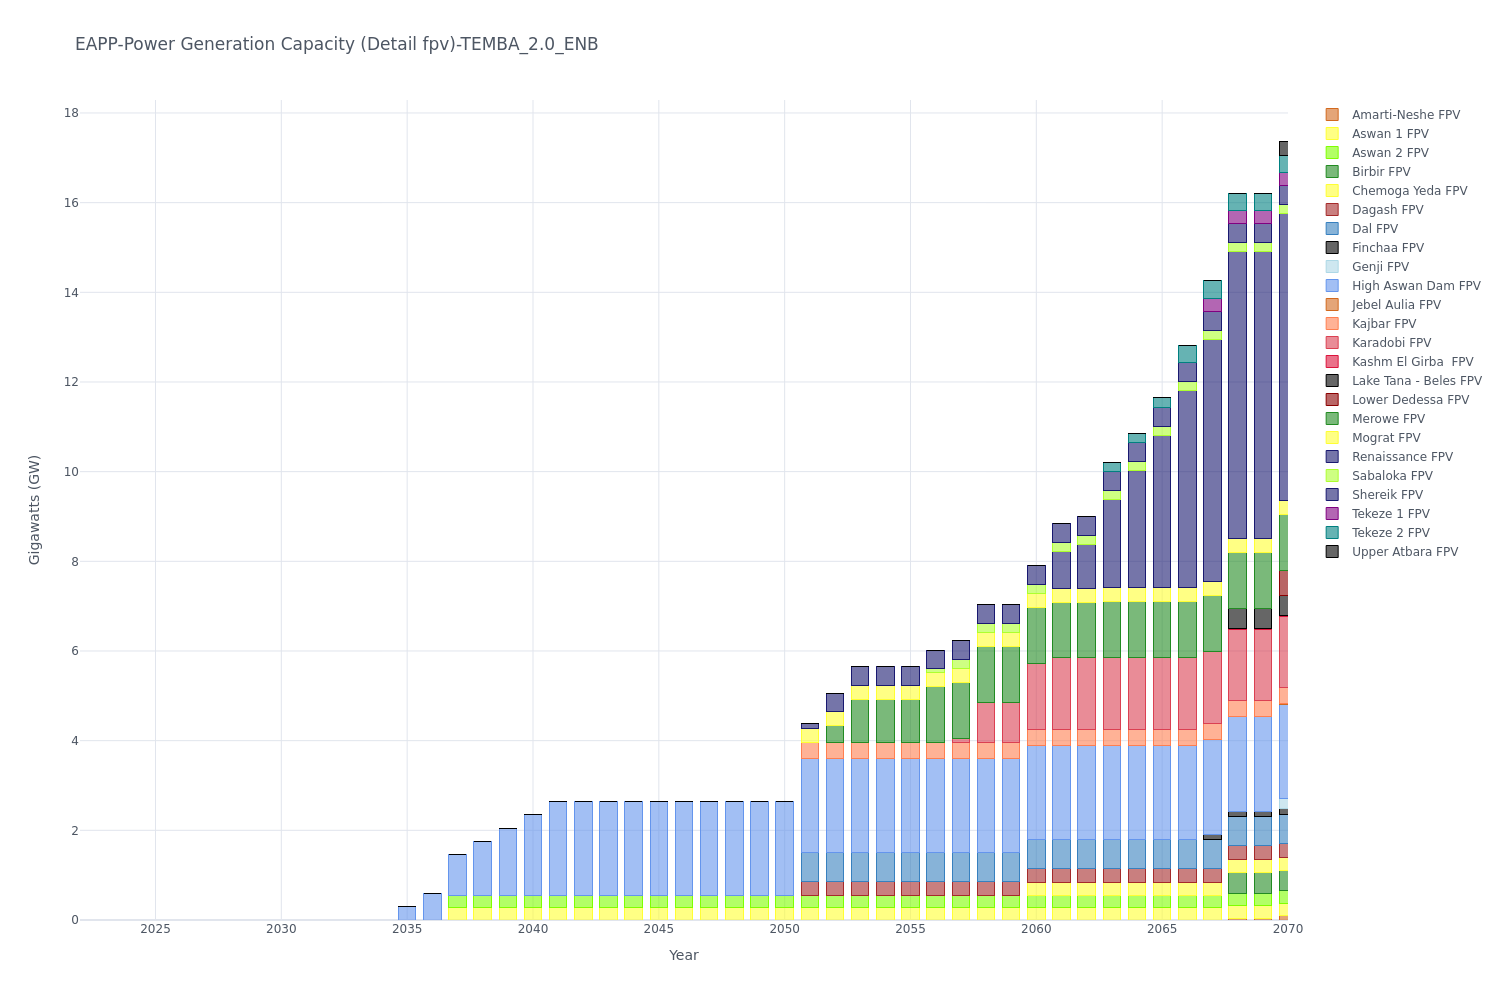 EAPP-Power Generation Capacity (Detail fpv)-TEMBA_2.0_ENB
18
16
14
12
10
8
6
4
2
0
Gigawatts (GW)
2025 2030 2035 2040 2045 2050 2055 2060 2065 2070
Year
Amarti-Neshe FPV
Aswan 1 FPV
Aswan 2 FPV
Birbir FPV
Chemoga Yeda FPV
Dagash FPV
Dal FPV
Finchaa FPV
Genji FPV
High Aswan Dam FPV
Jebel Aulia FPV
Kajbar FPV
Karadobi FPV
Kashm El Girba  FPV
Lake Tana - Beles FPV
Lower Dedessa FPV
Merowe FPV
Mograt FPV
Renaissance FPV
Sabaloka FPV
Shereik FPV
Tekeze 1 FPV
Tekeze 2 FPV
Upper Atbara FPV